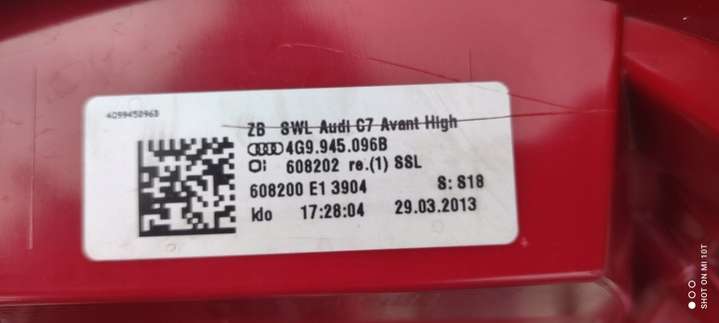 4G9945096B
ZB SWL Audi C7 Avant High
4G9.945.096B
608202 re.(1) SSL
608200 E1 3904 S: S18
klo 17:28:04 29.03.2013
SHOT ON MI 10T